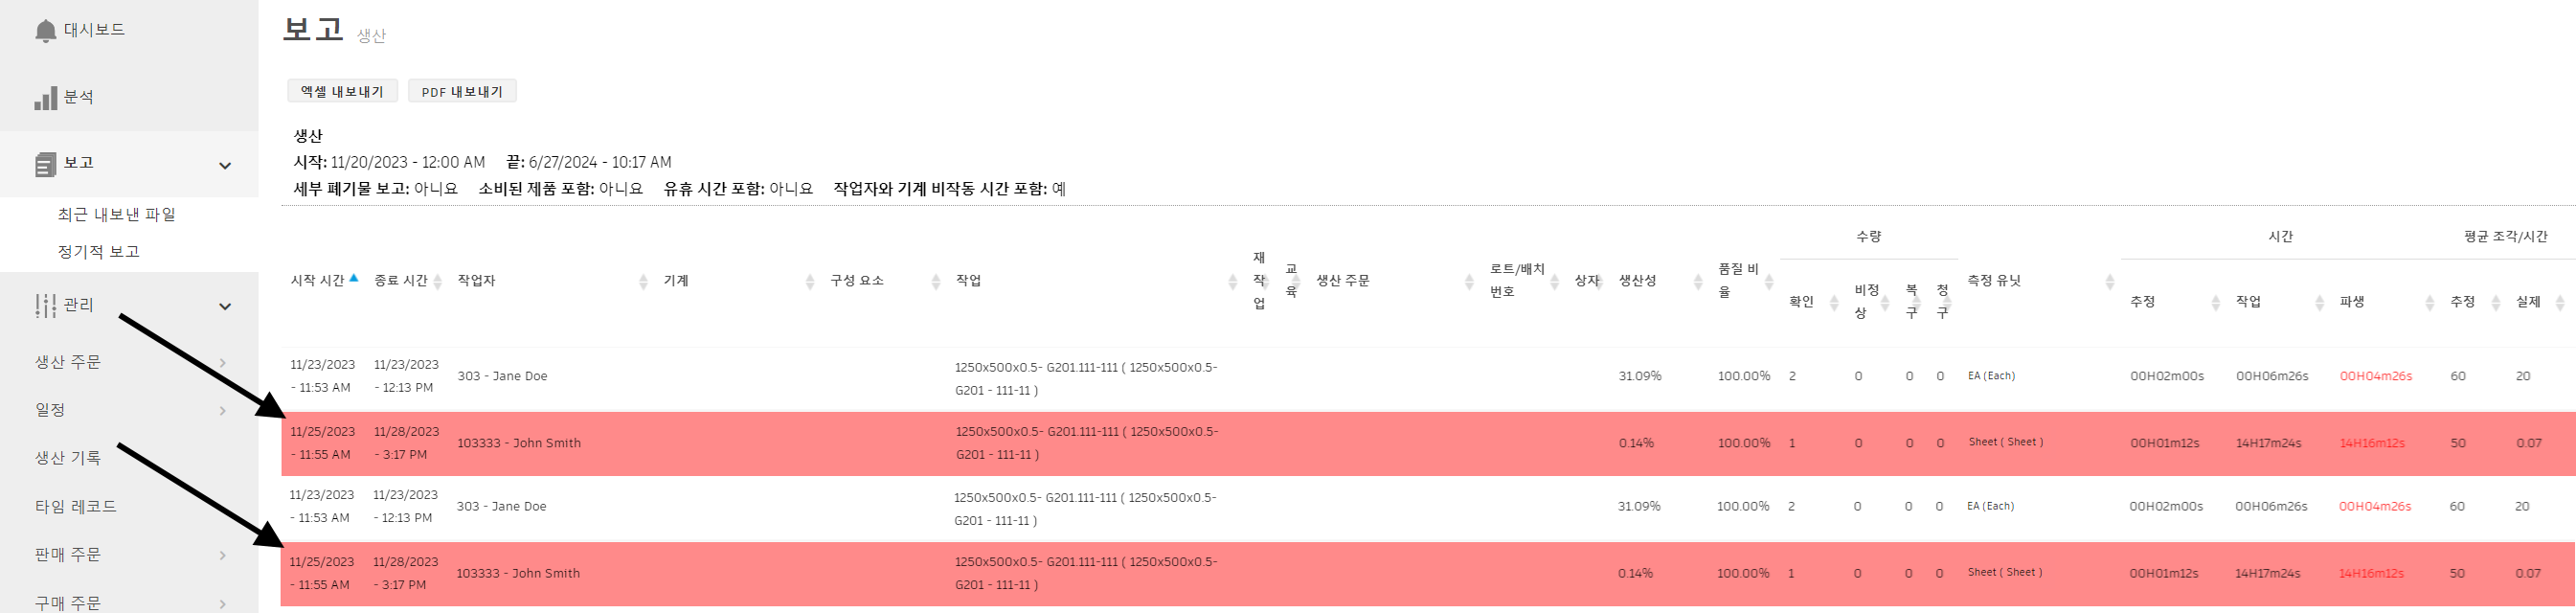 대시보드
분석
보고
최근 내보낸 파일
정기적 보고
관리
생산 주문
일정
생산 기록
타임 레코드
판매 주문
구매 주문
보고 생산
엑셀 내보내기 PDF 내보내기
생산
시작: 11/20/2023 - 12:00 AM 끝: 6/27/2024 - 10:17 AM
세부 폐기물 보고: 아니요 소비된 제품 포함: 아니요 유휴 시간 포함: 아니요 작업자와 기계 비작동 시간 포함: 예
수량 시간 평균 조각/시간
시작 시간 종료 시간 작업자 기계 구성 요소 작업 재작업 교육 생산 주문 로트/배치 번호 상자 생산성 품질 비율 측정 유닛
확인 비정상 복구 청구 추정 작업 파생 추정 실제
11/23/2023 11/23/2023 1250x500x0.5- G201.111-111 ( 1250x500x0.5-
303 - Jane Doe 31.09% 100.00% 2 0 0 0 EA (Each) 00H02m00s 00H06m26s 00H04m26s 60 20
- 11:53 AM - 12:13 PM G201 - 111-11 )
11/25/2023 11/28/2023 1250x500x0.5- G201.111-111 ( 1250x500x0.5-
103333 - John Smith 0.14% 100.00% 1 0 0 0 Sheet ( Sheet ) 00H01m12s 14H17m24s 14H16m12s 50 0.07
- 11:55 AM - 3:17 PM G201 - 111-11 )
11/23/2023 11/23/2023 1250x500x0.5- G201.111-111 ( 1250x500x0.5-
303 - Jane Doe 31.09% 100.00% 2 0 0 0 EA (Each) 00H02m00s 00H06m26s 00H04m26s 60 20
- 11:53 AM - 12:13 PM G201 - 111-11 )
11/25/2023 11/28/2023 1250x500x0.5- G201.111-111 ( 1250x500x0.5-
103333 - John Smith 0.14% 100.00% 1 0 0 0 Sheet ( Sheet ) 00H01m12s 14H17m24s 14H16m12s 50 0.07
- 11:55 AM - 3:17 PM G201 - 111-11 )